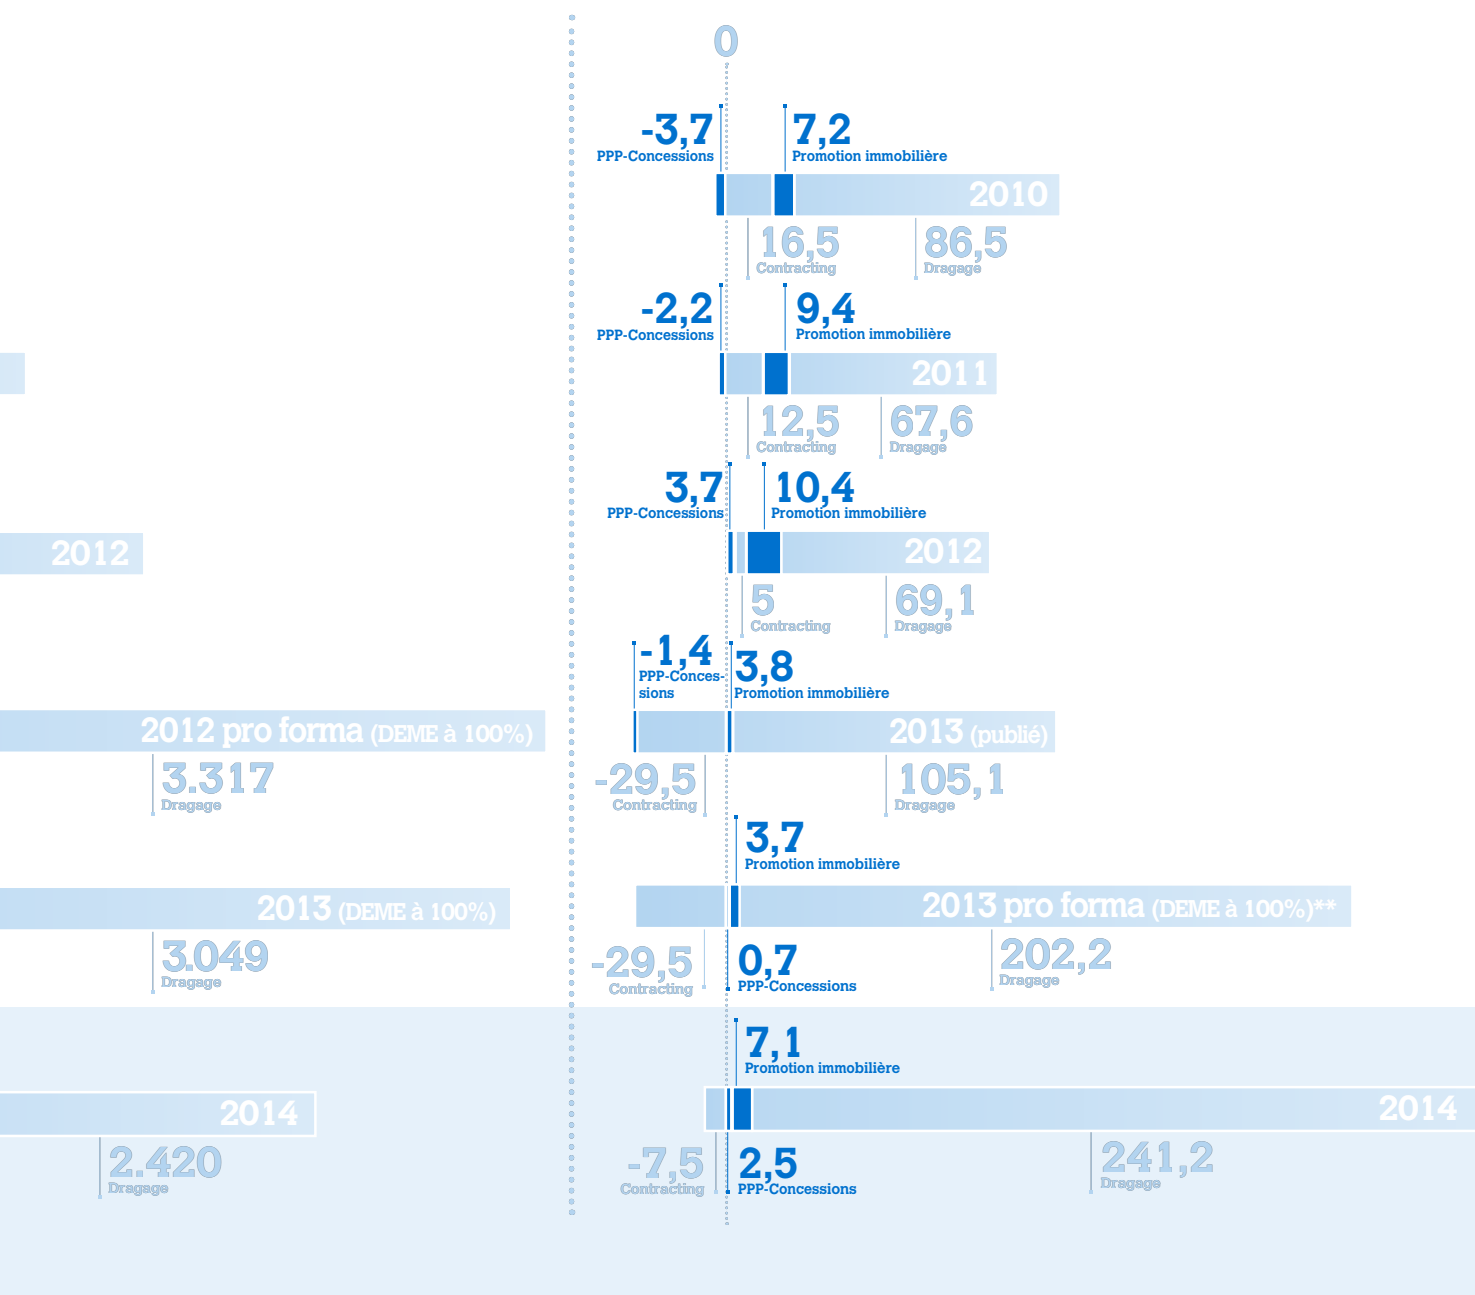 0
-3,7
PPP-Concessions
7,2
Promotion immobilière
2010
16,5
Contracting
86,5
Dragage
-2,2
PPP-Concessions
9,4
Promotion immobilière
2011
12,5
Contracting
67,6
Dragage
3,7
PPP-Concessions
10,4
Promotion immobilière
2012
2012
5
Contracting
69,1
Dragage
-1,4
PPP-Conces-
sions
3,8
Promotion immobilière
2012 pro forma (DEME à 100%)
3.317
Dragage
2013 (publié)
-29,5
Contracting
105,1
Dragage
3,7
Promotion immobilière
2013 (DEME à 100%)
3.049
Dragage
2013 pro forma (DEME à 100%)**
-29,5
Contracting
0,7
PPP-Concessions
202,2
Dragage
7,1
Promotion immobilière
2014
2.420
Dragage
2014
-7,5
Contracting
2,5
PPP-Concessions
241,2
Dragage